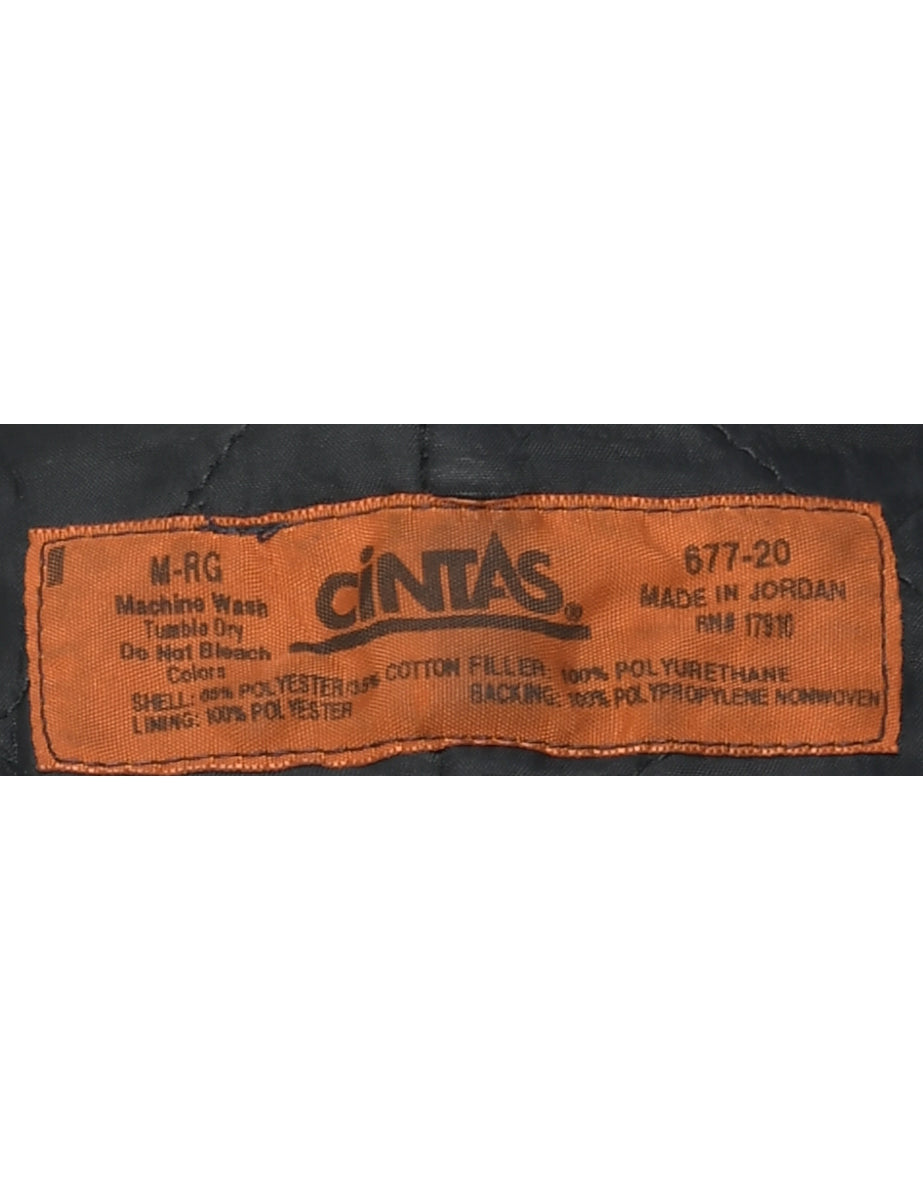 M-RG
Machine Wash
Tumble Dry
Do Not Bleach
Colors
CiNTAS®
677-20
MADE IN JORDAN
RN# 17910
SHELL: 65% POLYESTER/35% COTTON FILLER: 100% POLYURETHANE
LINING: 100% POLYESTER BACKING: 100% POLYPROPYLENE NONWOVEN